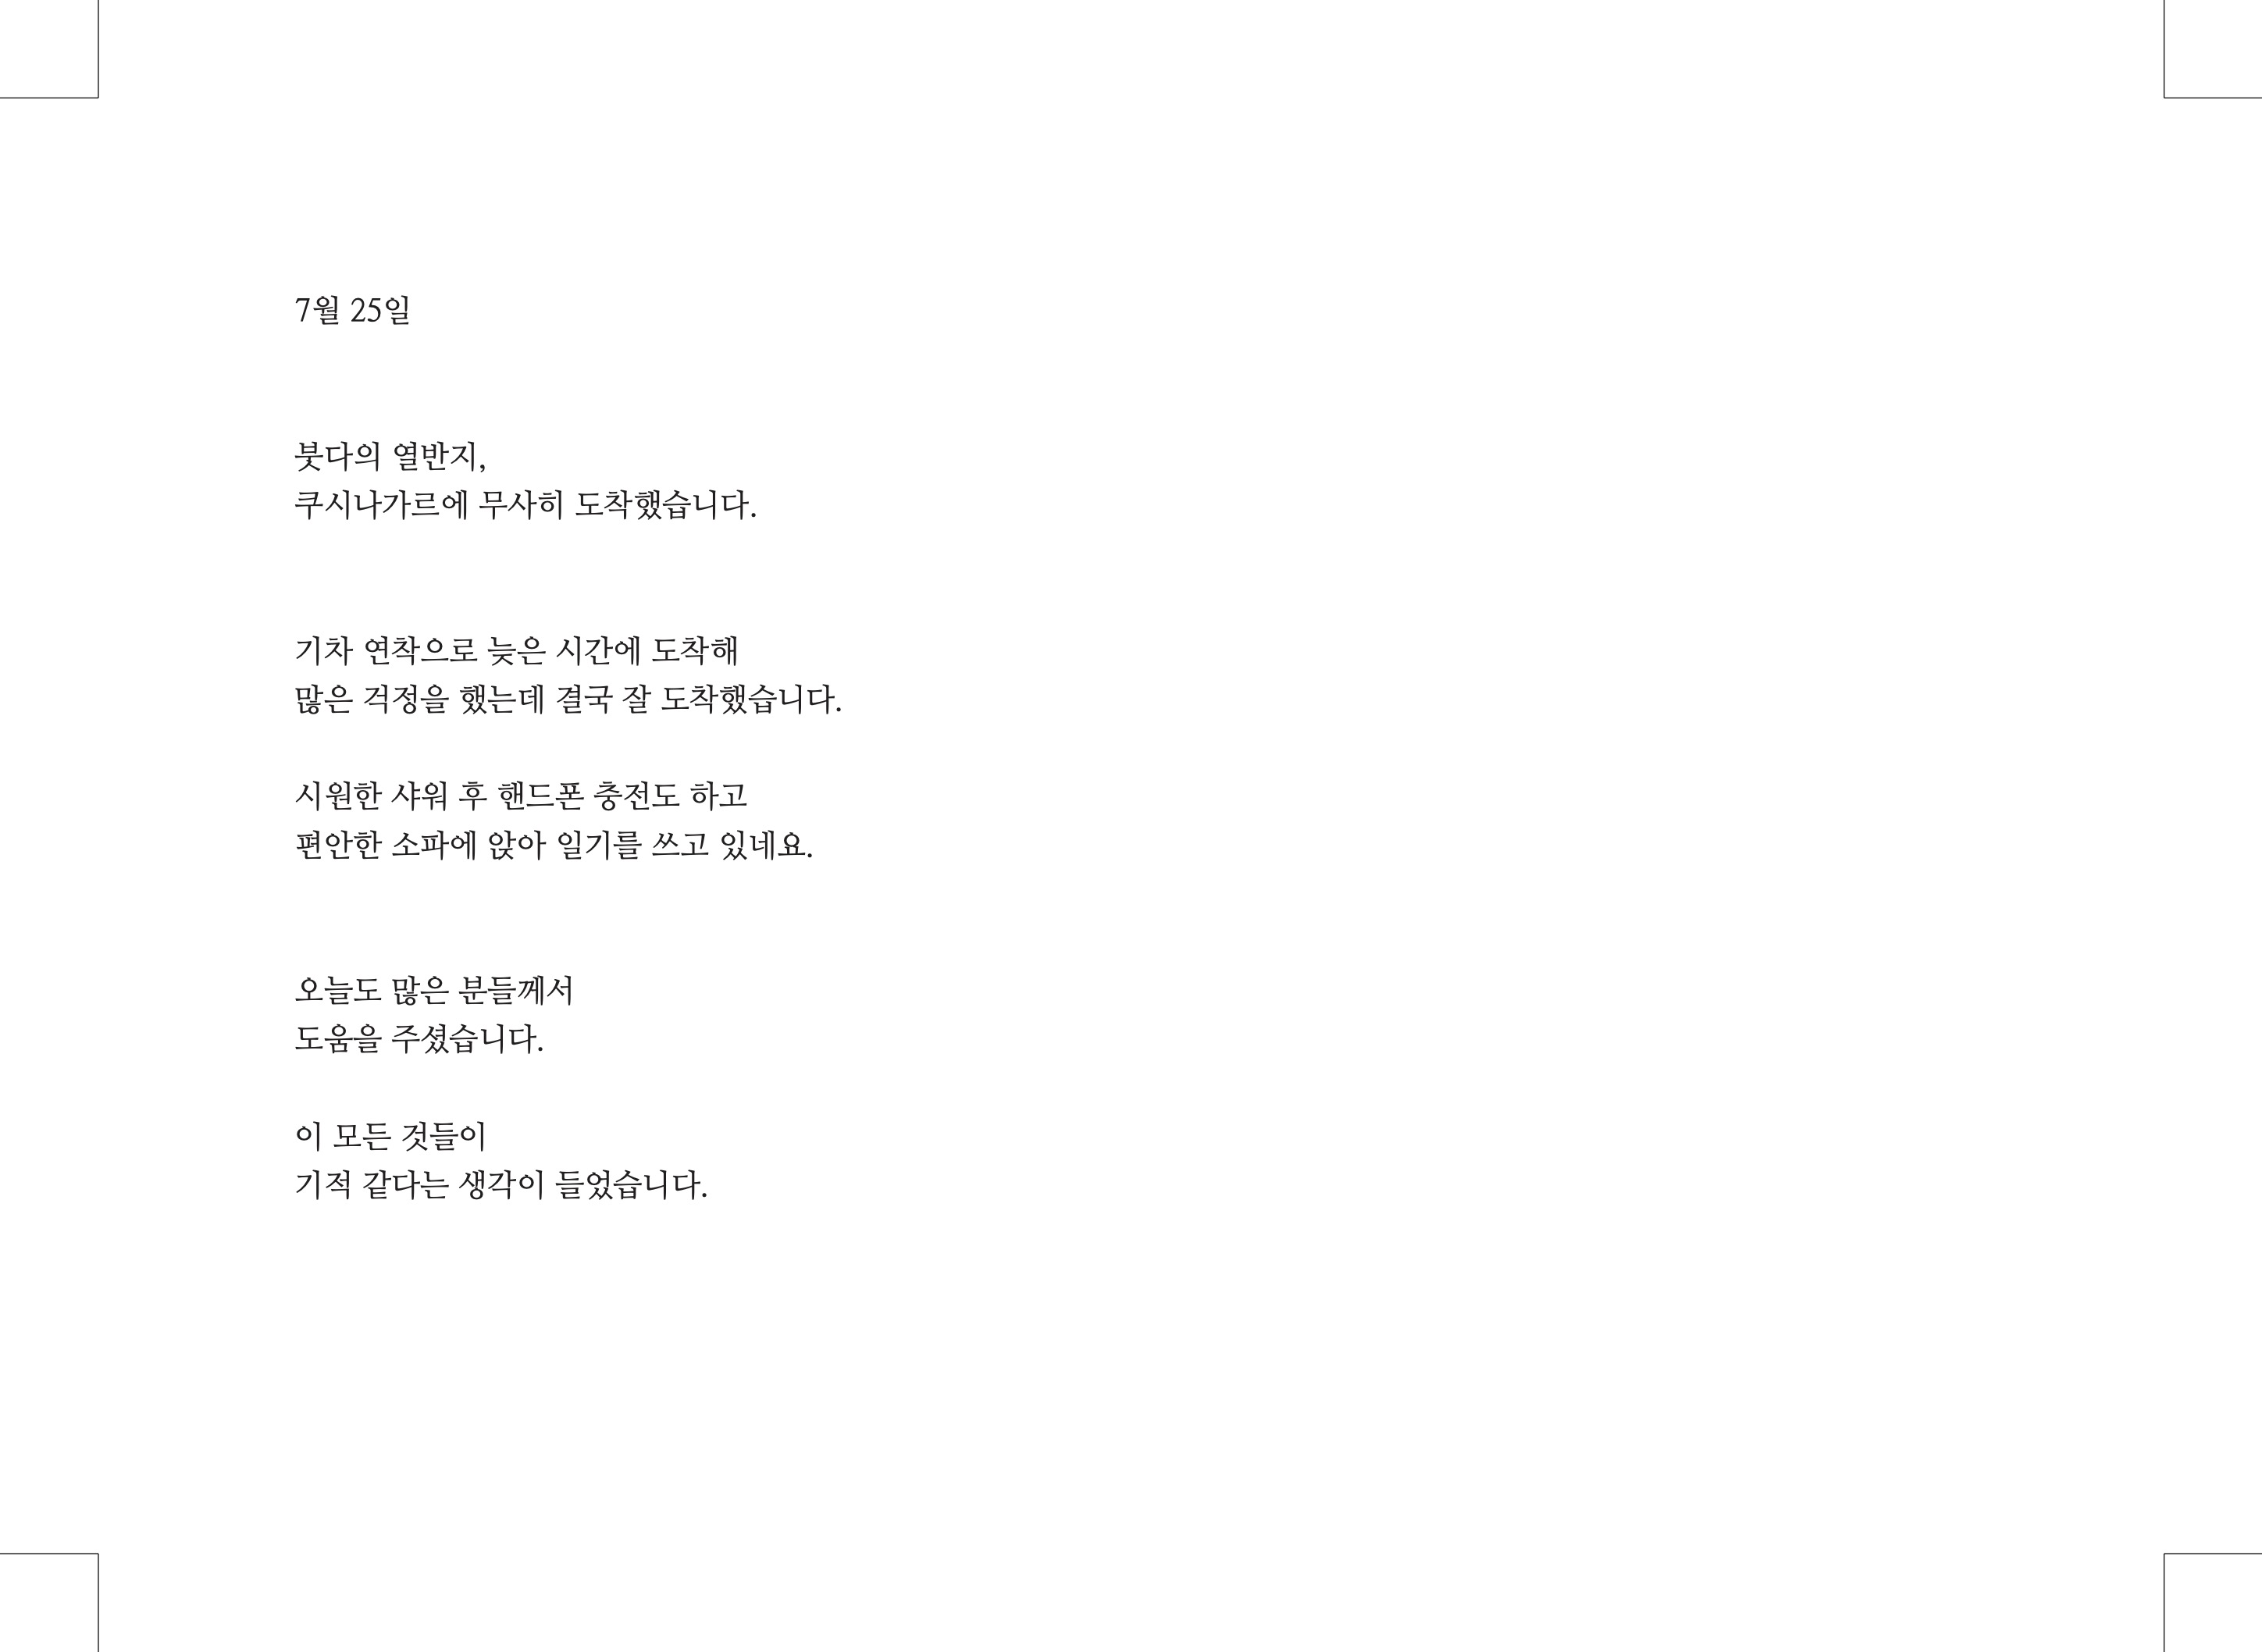 7월 25일
붓다의 열반지,
쿠시나가르에 무사히 도착했습니다.
기차 연착으로 늦은 시간에 도착해
많은 걱정을 했는데 결국 잘 도착했습니다.
시원한 샤워 후 핸드폰 충전도 하고
편안한 소파에 앉아 일기를 쓰고 있네요.
오늘도 많은 분들께서
도움을 주셨습니다.
이 모든 것들이
기적 같다는 생각이 들었습니다.